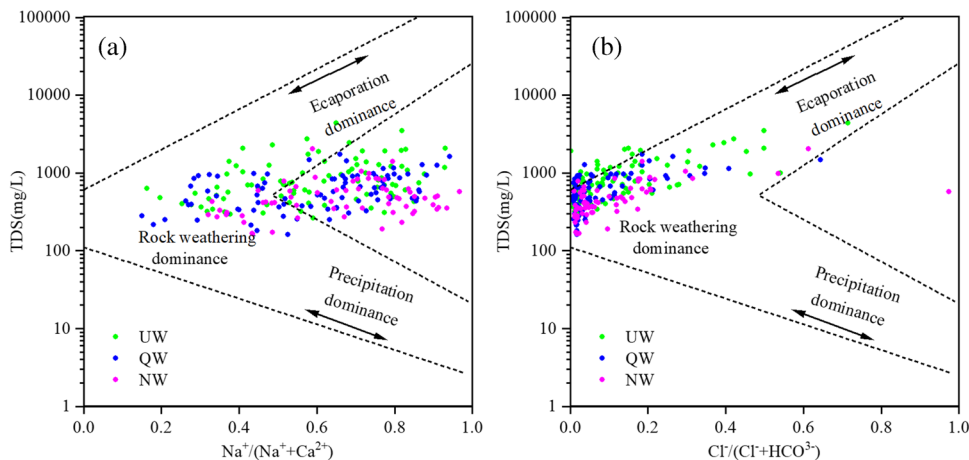 100000
10000
1000
100
10
1
TDS(mg/L)
(a)
Ecaporation
dominance
Rock weathering
dominance
Precipitation
dominance
UW
QW
NW
0.0 0.2 0.4 0.6 0.8 1.0
Na⁺/(Na⁺+Ca²⁺)
100000
10000
1000
100
10
1
TDS(mg/L)
(b)
Ecaporation
dominance
Rock weathering
dominance
Precipitation
dominance
UW
QW
NW
0.0 0.2 0.4 0.6 0.8 1.0
Cl⁻/(Cl⁻+HCO³⁻)